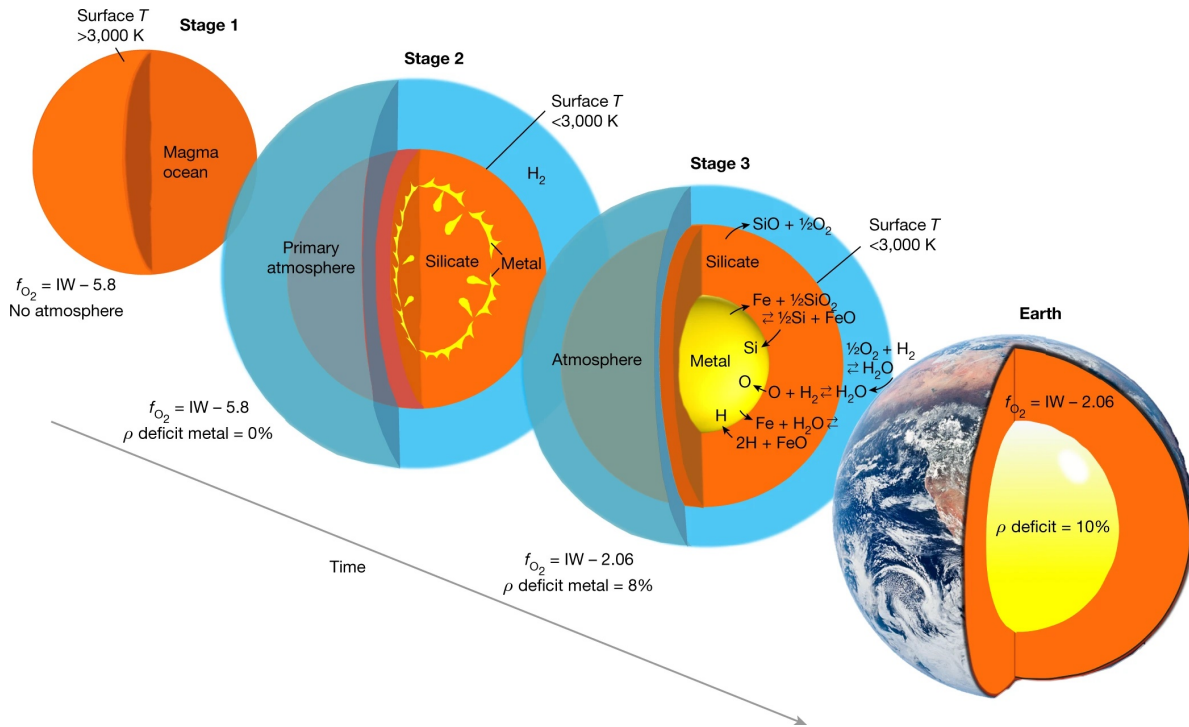 Surface T
>3,000 K
Stage 1
Magma
ocean
fO₂ = IW – 5.8
No atmosphere
Stage 2
Surface T
<3,000 K
H₂
Primary
atmosphere
Silicate
Metal
fO₂ = IW – 5.8
ρ deficit metal = 0%
Stage 3
SiO + ½O₂
Surface T
<3,000 K
Silicate
Fe + ½SiO₂
⇄ ½Si + FeO
Si
Atmosphere
Metal
½O₂ + H₂
⇄ H₂O
O
O + H₂ ⇄ H₂O
H
Fe + H₂O ⇄
2H + FeO
fO₂ = IW – 2.06
ρ deficit metal = 8%
Time
Earth
fO₂ = IW – 2.06
ρ deficit = 10%